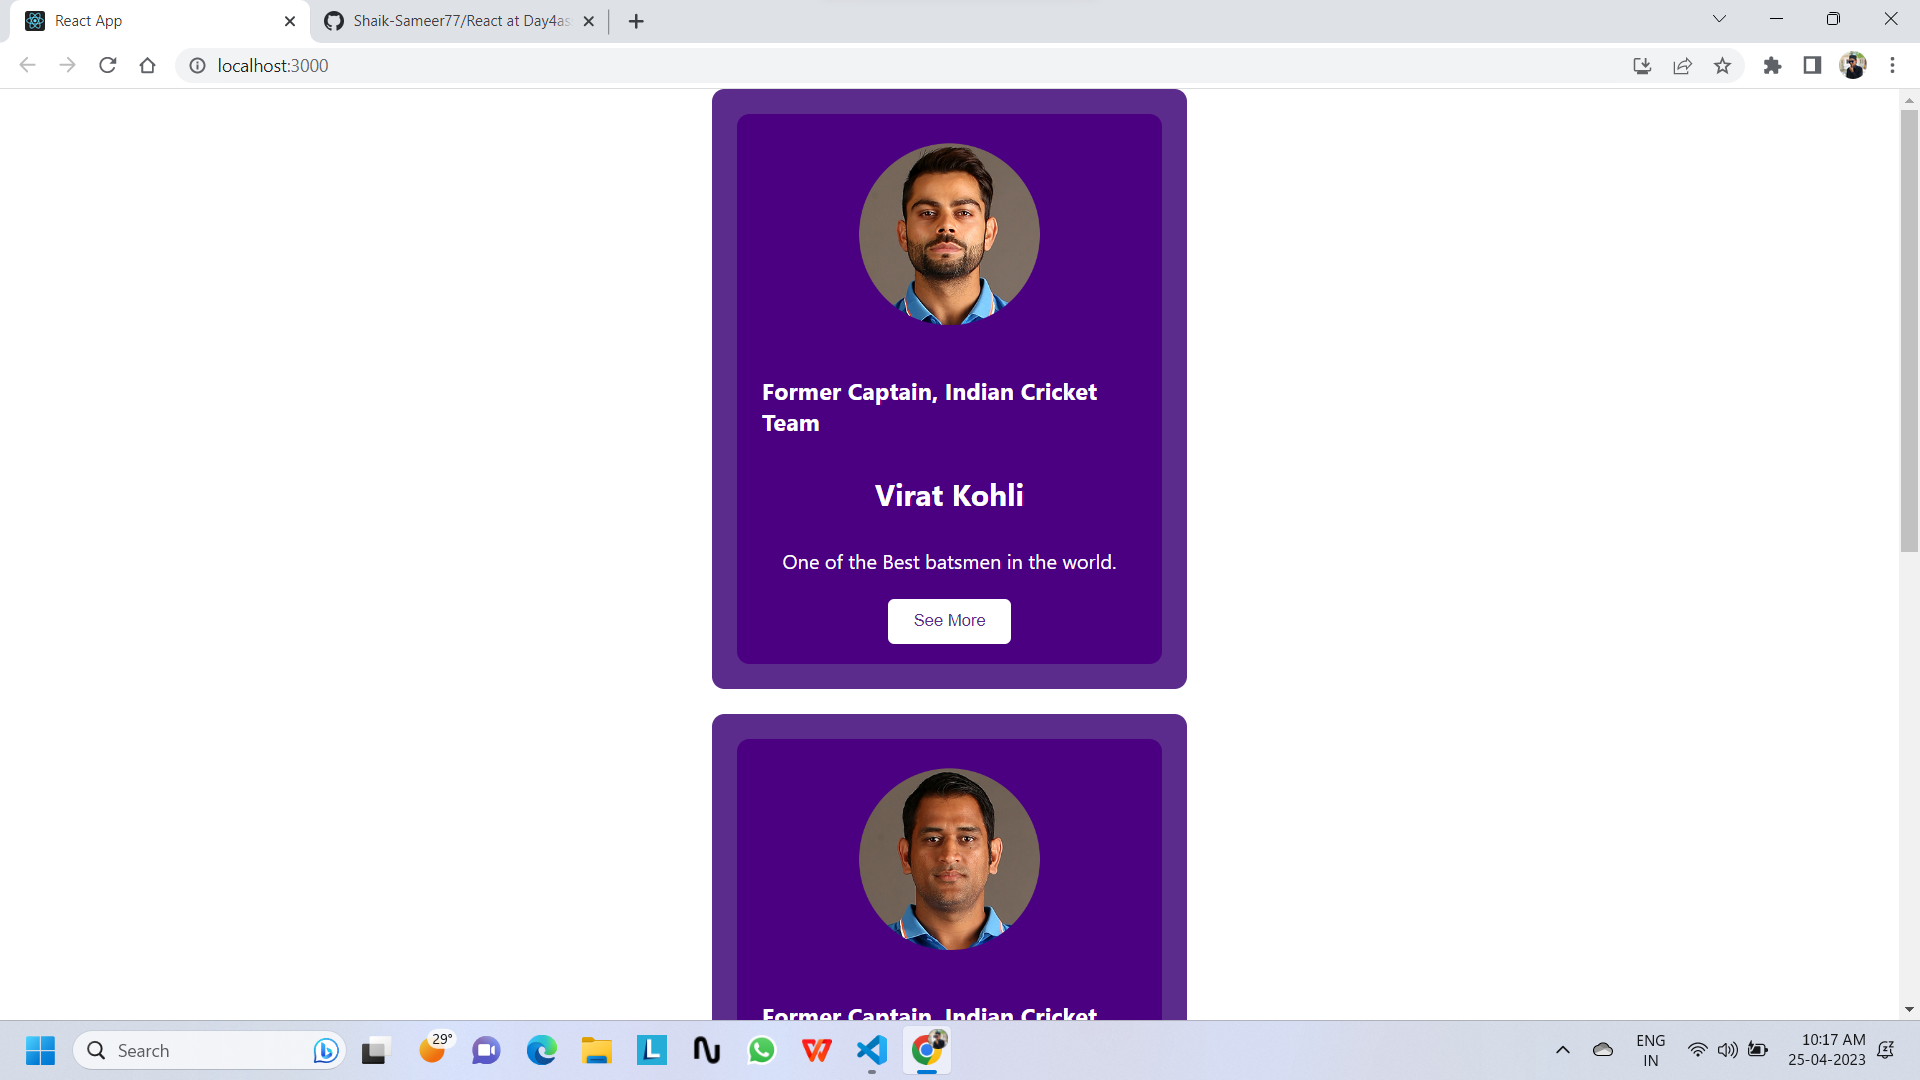 React App
Shaik-Sameer77/React at Day4as
localhost:3000
Former Captain, Indian Cricket
Team
Virat Kohli
One of the Best batsmen in the world.
See More
Former Captain, Indian Cricket
Search
29°
L
ENG
IN
10:17 AM
25-04-2023